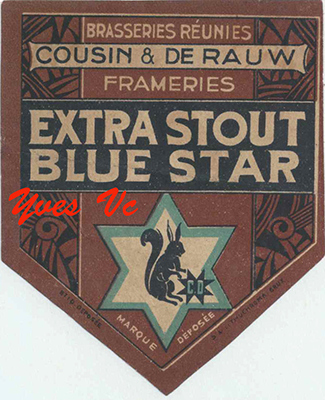 BRASSERIES RÉUNIES
COUSIN & DE RAUW
FRAMERIES
EXTRA STOUT
BLUE STAR
Yves Vc
C.D
MARQUE DÉPOSÉE